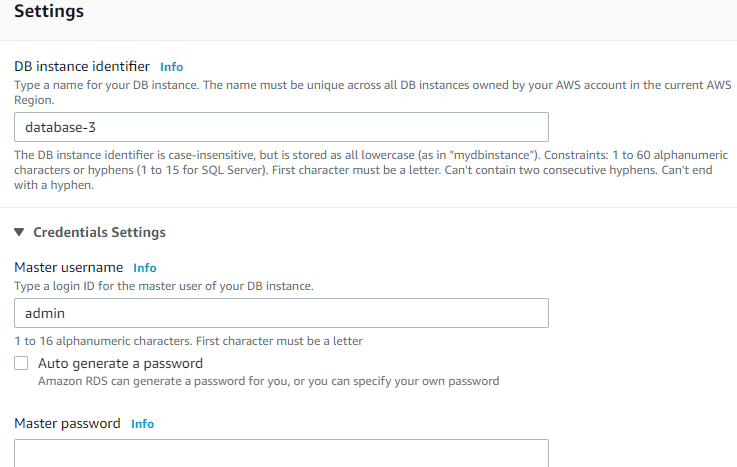 Settings
DB instance identifier Info
Type a name for your DB instance. The name must be unique across all DB instances owned by your AWS account in the current AWS
Region.
database-3
The DB instance identifier is case-insensitive, but is stored as all lowercase (as in "mydbinstance"). Constraints: 1 to 60 alphanumeric
characters or hyphens (1 to 15 for SQL Server). First character must be a letter. Can't contain two consecutive hyphens. Can't end
with a hyphen.
Credentials Settings
Master username Info
Type a login ID for the master user of your DB instance.
admin
1 to 16 alphanumeric characters. First character must be a letter
Auto generate a password
Amazon RDS can generate a password for you, or you can specify your own password
Master password Info